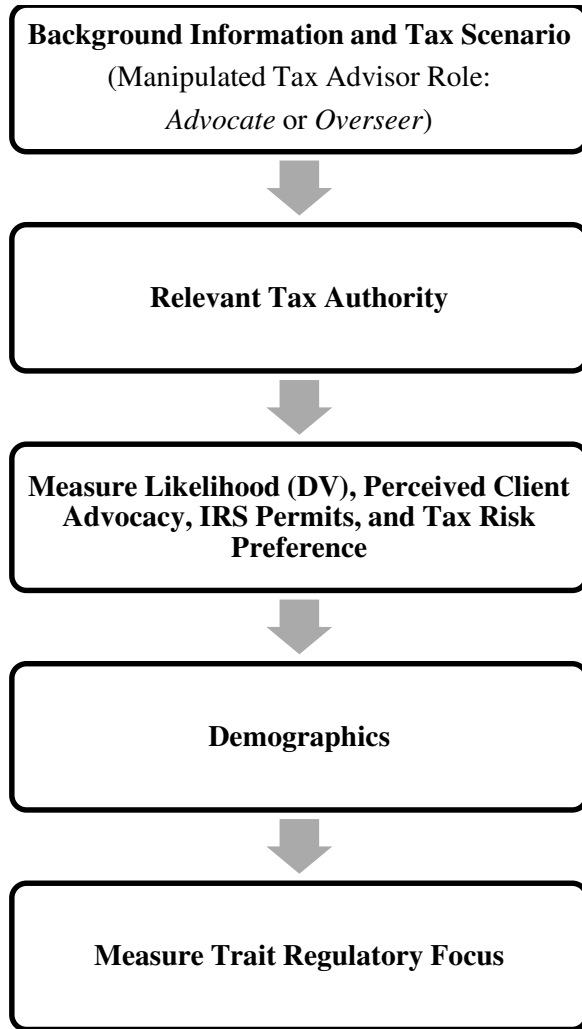 Background Information and Tax Scenario
(Manipulated Tax Advisor Role:
Advocate or Overseer)
Relevant Tax Authority
Measure Likelihood (DV), Perceived Client
Advocacy, IRS Permits, and Tax Risk
Preference
Demographics
Measure Trait Regulatory Focus